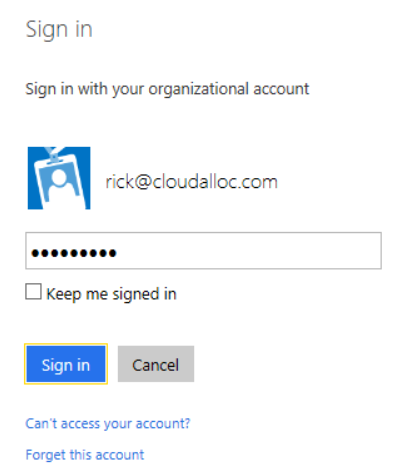 Sign in
Sign in with your organizational account
rick@cloudalloc.com
•••••••••
Keep me signed in
Sign in Cancel
Can't access your account?
Forget this account